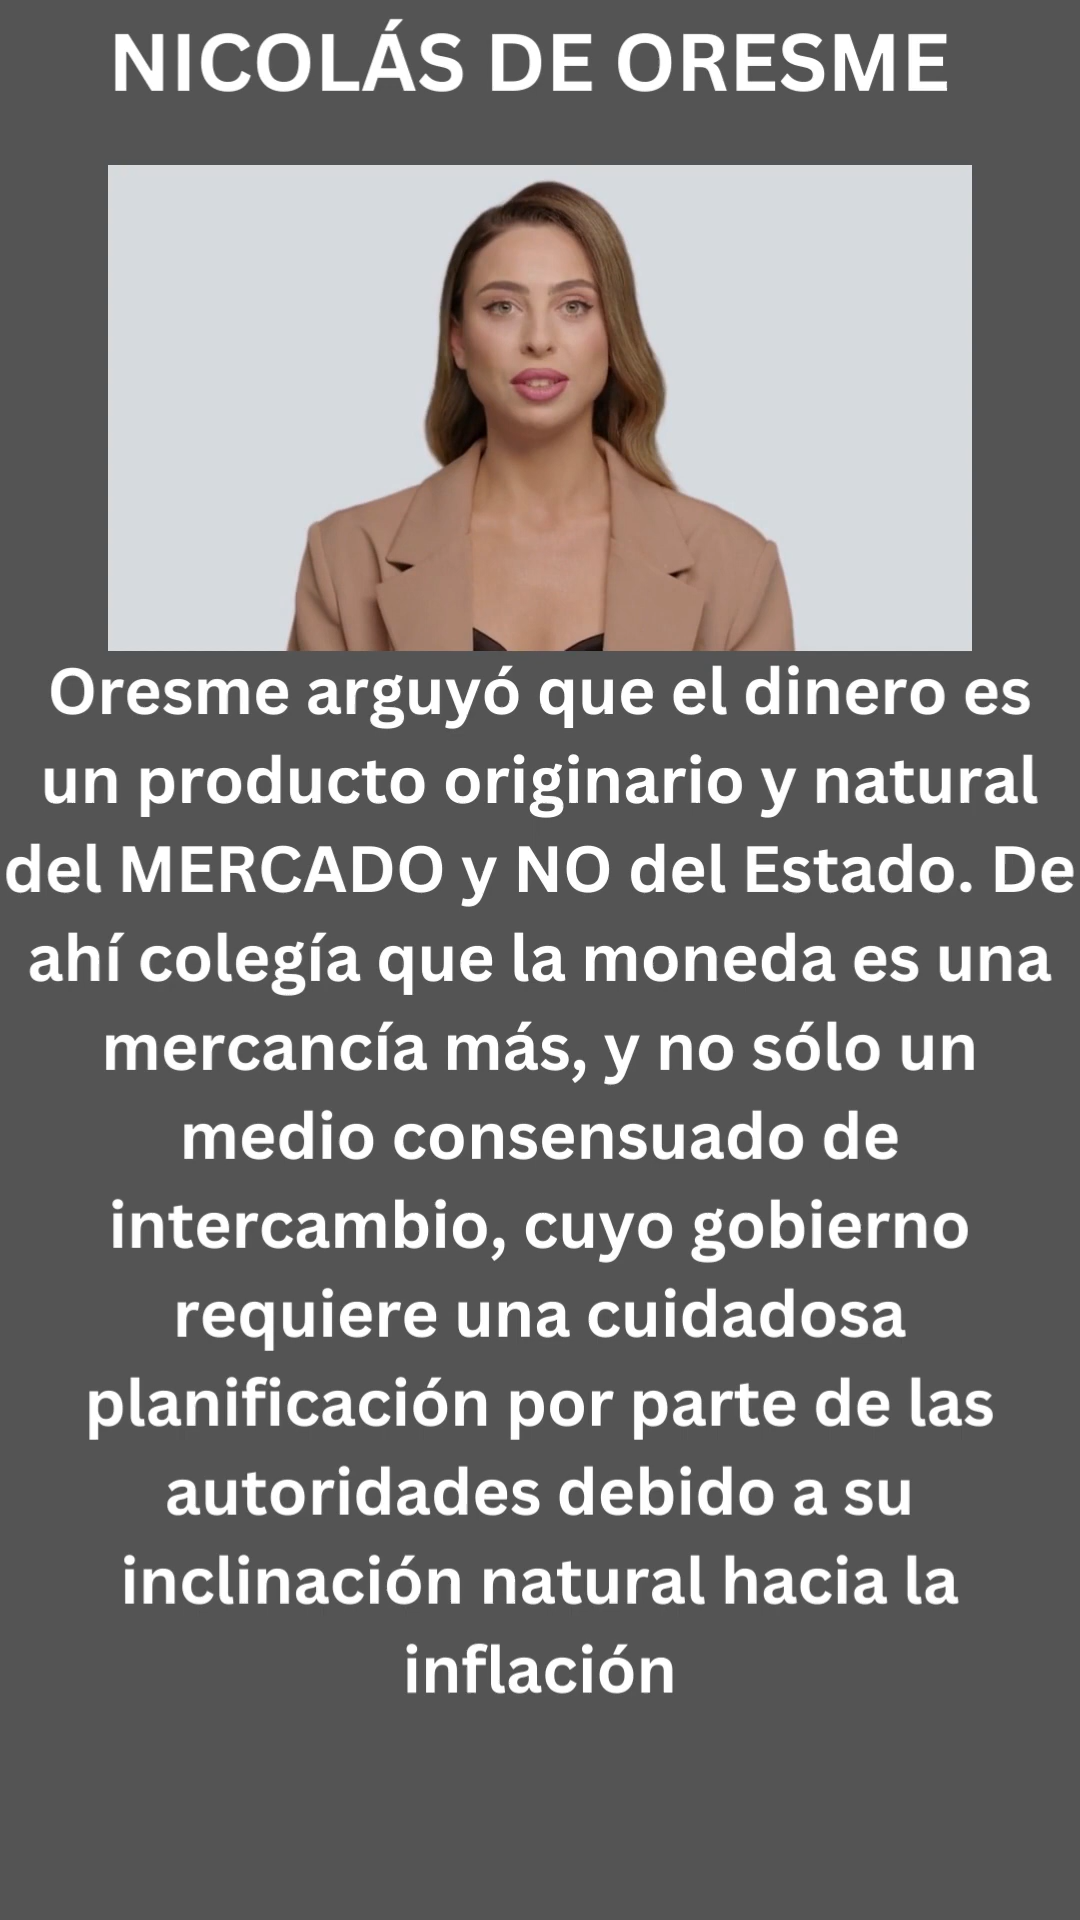 NICOLÁS DE ORESME
Oresme arguyó que el dinero es
un producto originario y natural
del MERCADO y NO del Estado. De
ahí colegía que la moneda es una
mercancía más, y no sólo un
medio consensuado de
intercambio, cuyo gobierno
requiere una cuidadosa
planificación por parte de las
autoridades debido a su
inclinación natural hacia la
inflación